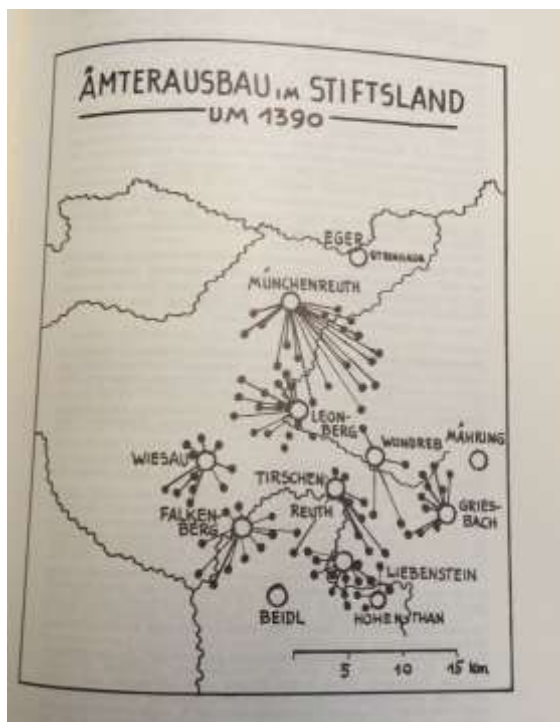 ÄMTERAUSBAU IM STIFTSLAND
UM 1390
EGER
MÜNCHENREUTH
LEON-
BERG
WONDREB
MÄHRING
WIESAU
TIRSCHEN
REUTH
GRIES-
BACH
FALKEN-
BERG
LIEBENSTEIN
BEIDL
HOHENTHAN
5 10 15 km